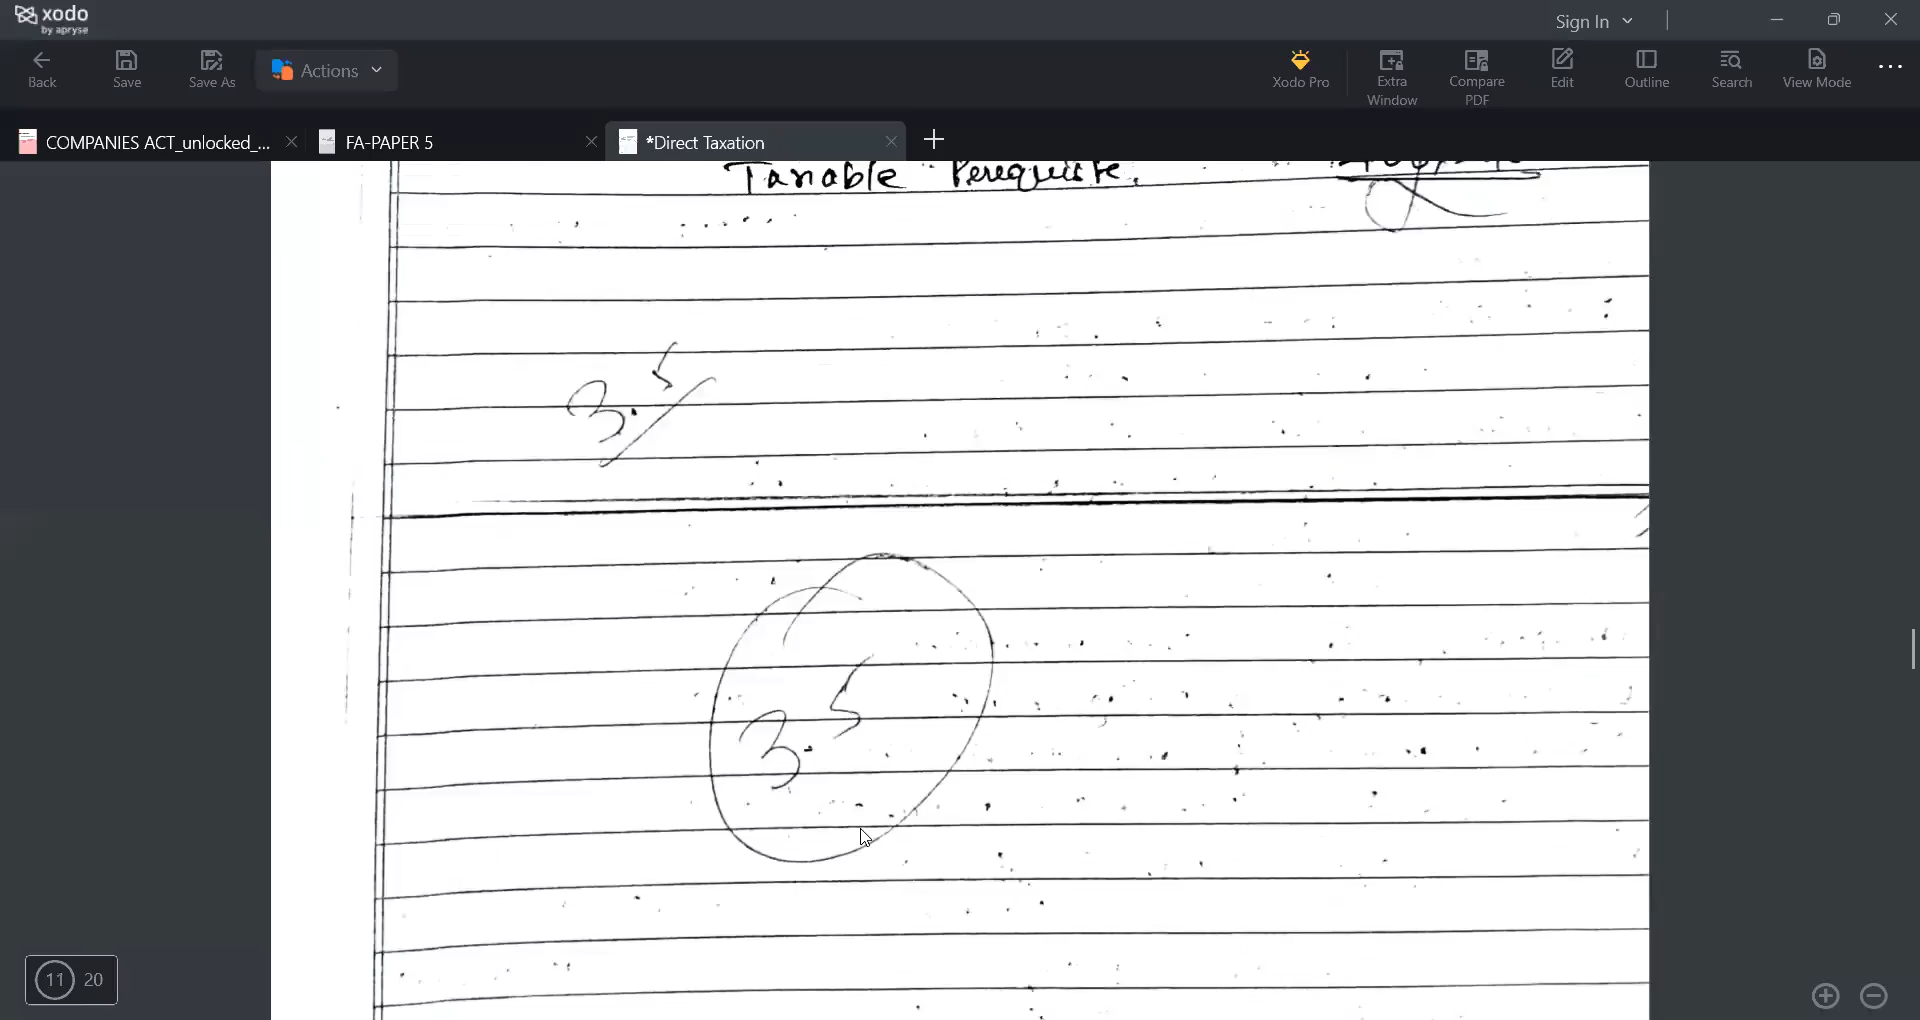 xodo
by apryse
Sign In
Back
Save
Save As
Actions
Xodo Pro
Extra Window
Compare PDF
Edit
Outline
Search
View Mode
COMPANIES ACT_unlocked_...
FA-PAPER 5
*Direct Taxation
Taxable Perequisite.
3.5
3.5
11 20